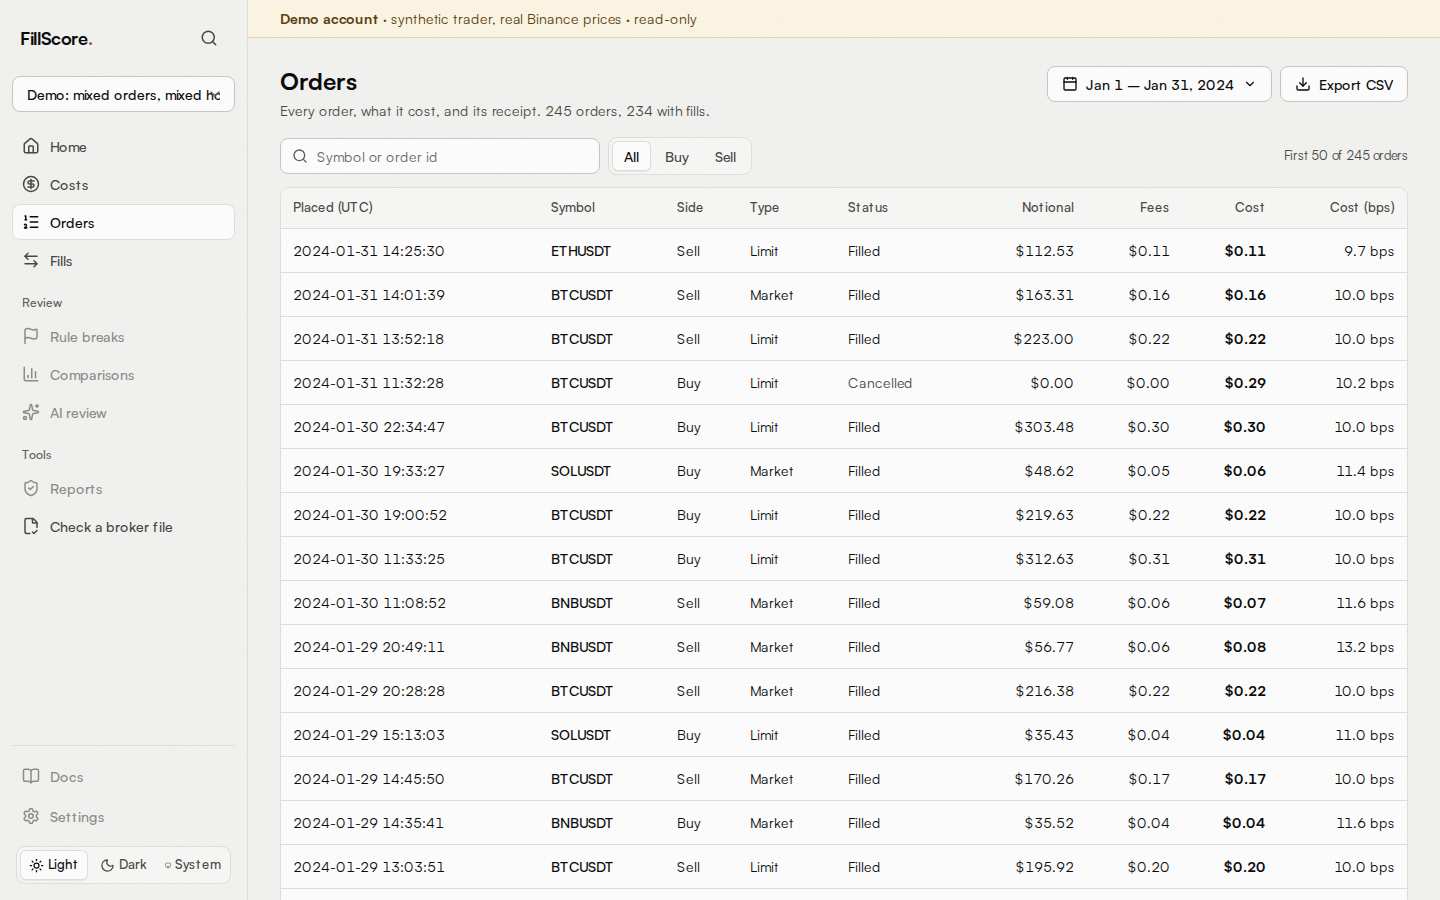 FillScore.
Demo: mixed orders, mixed
Home
Costs
Orders
Fills
Review
Rule breaks
Comparisons
AI review
Tools
Reports
Check a broker file
Docs
Settings
Light Dark System
Demo account · synthetic trader, real Binance prices · read-only
Orders
Every order, what it cost, and its receipt. 245 orders, 234 with fills.
Jan 1 — Jan 31, 2024
Export CSV
Symbol or order id
All Buy Sell
First 50 of 245 orders
Placed (UTC) Symbol Side Type Status Notional Fees Cost Cost (bps)
2024-01-31 14:25:30 ETHUSDT Sell Limit Filled $112.53 $0.11 $0.11 9.7 bps
2024-01-31 14:01:39 BTCUSDT Sell Market Filled $163.31 $0.16 $0.16 10.0 bps
2024-01-31 13:52:18 BTCUSDT Sell Limit Filled $223.00 $0.22 $0.22 10.0 bps
2024-01-31 11:32:28 BTCUSDT Buy Limit Cancelled $0.00 $0.00 $0.29 10.2 bps
2024-01-30 22:34:47 BTCUSDT Buy Limit Filled $303.48 $0.30 $0.30 10.0 bps
2024-01-30 19:33:27 SOLUSDT Buy Market Filled $48.62 $0.05 $0.06 11.4 bps
2024-01-30 19:00:52 BTCUSDT Buy Limit Filled $219.63 $0.22 $0.22 10.0 bps
2024-01-30 11:33:25 BTCUSDT Buy Limit Filled $312.63 $0.31 $0.31 10.0 bps
2024-01-30 11:08:52 BNBUSDT Sell Market Filled $59.08 $0.06 $0.07 11.6 bps
2024-01-29 20:49:11 BNBUSDT Sell Market Filled $56.77 $0.06 $0.08 13.2 bps
2024-01-29 20:28:28 BTCUSDT Sell Market Filled $216.38 $0.22 $0.22 10.0 bps
2024-01-29 15:13:03 SOLUSDT Buy Limit Filled $35.43 $0.04 $0.04 11.0 bps
2024-01-29 14:45:50 BTCUSDT Sell Market Filled $170.26 $0.17 $0.17 10.0 bps
2024-01-29 14:35:41 BNBUSDT Buy Market Filled $35.52 $0.04 $0.04 11.6 bps
2024-01-29 13:03:51 BTCUSDT Sell Limit Filled $195.92 $0.20 $0.20 10.0 bps